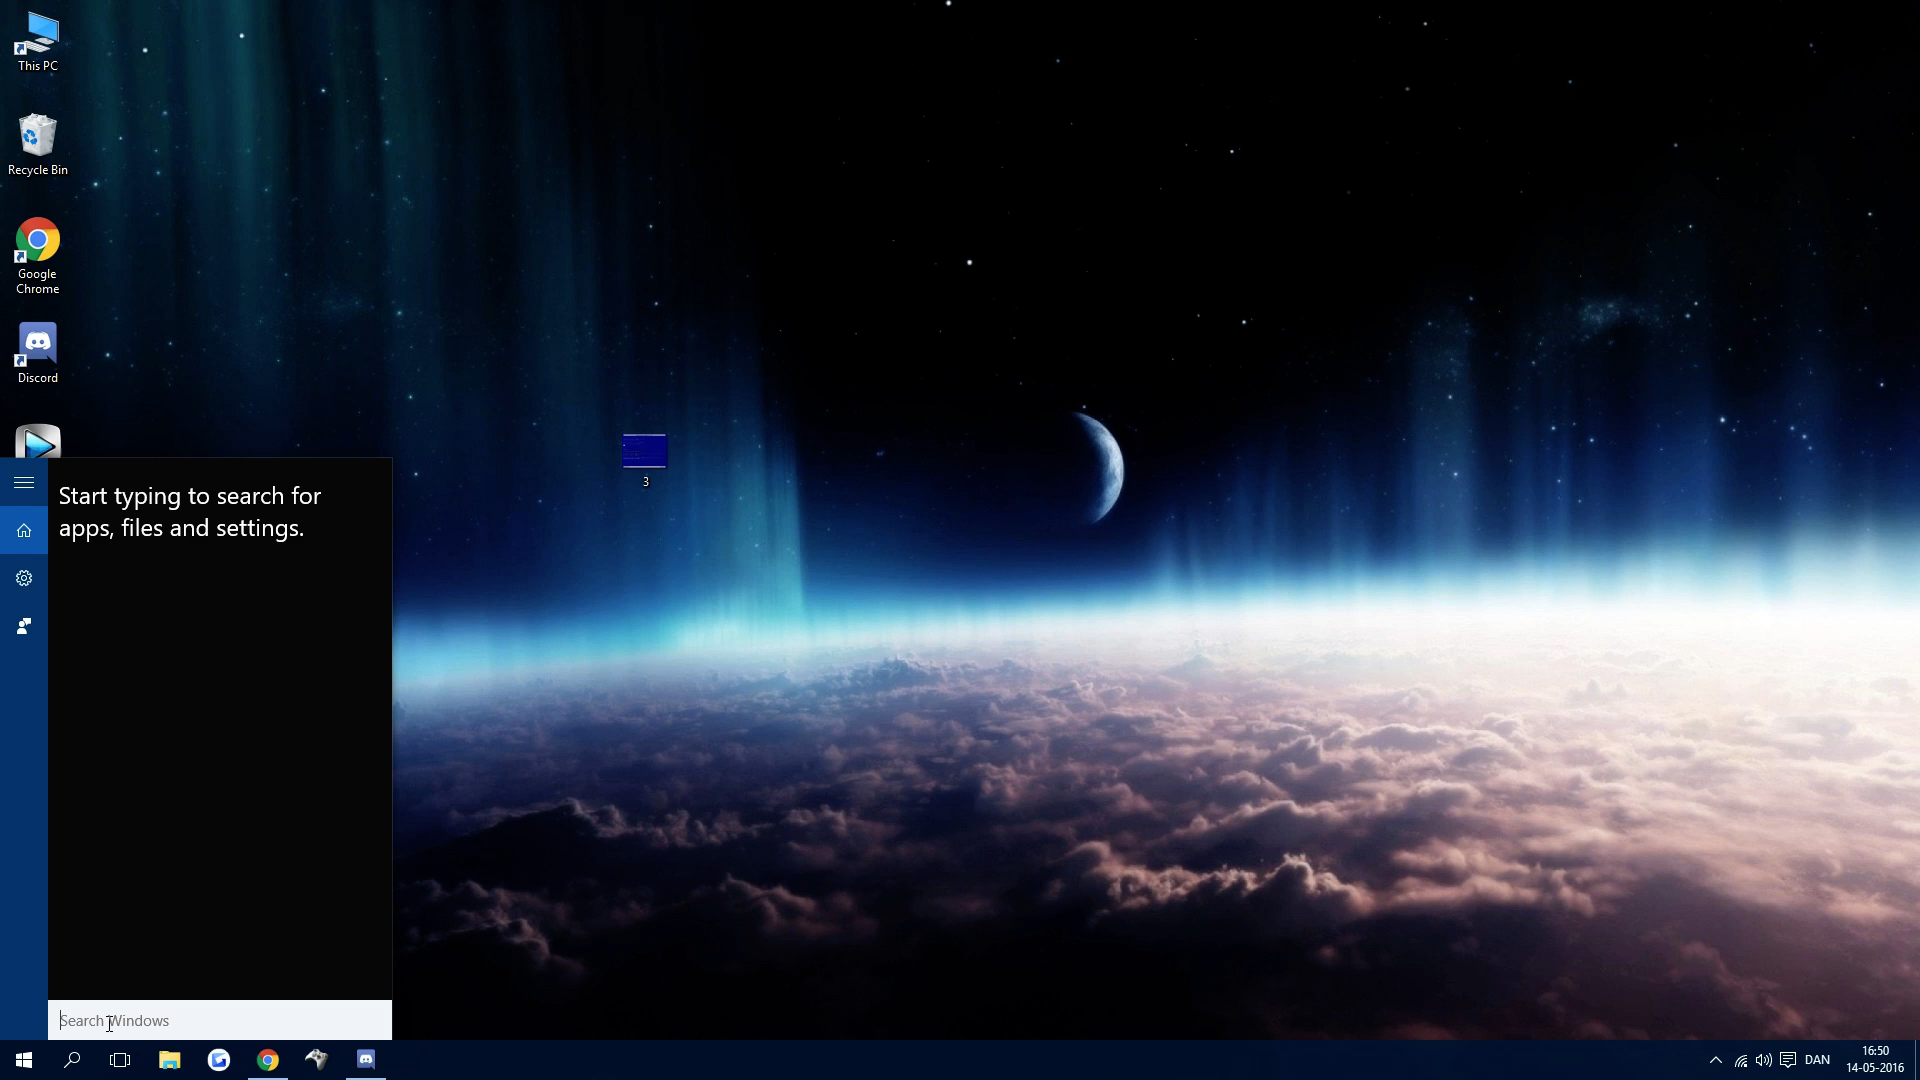 This PC
Recycle Bin
Google
Chrome
Discord
3
Start typing to search for
apps, files and settings.
Search Windows
DAN
16:50
14-05-2016